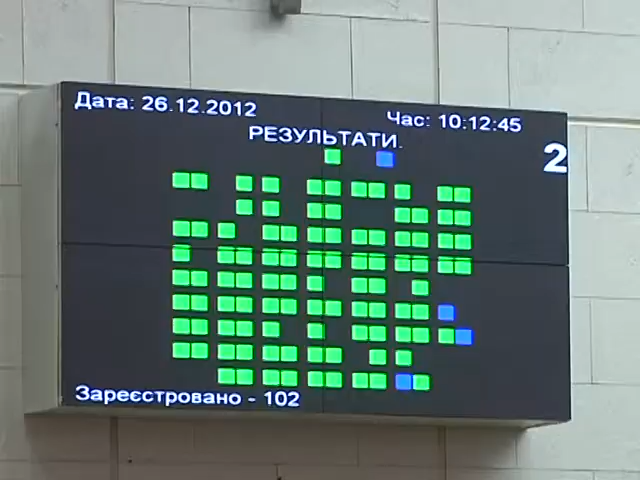 Дата: 26.12.2012
Час: 10:12:45
РЕЗУЛЬТАТИ.
2
Зареєстровано - 102